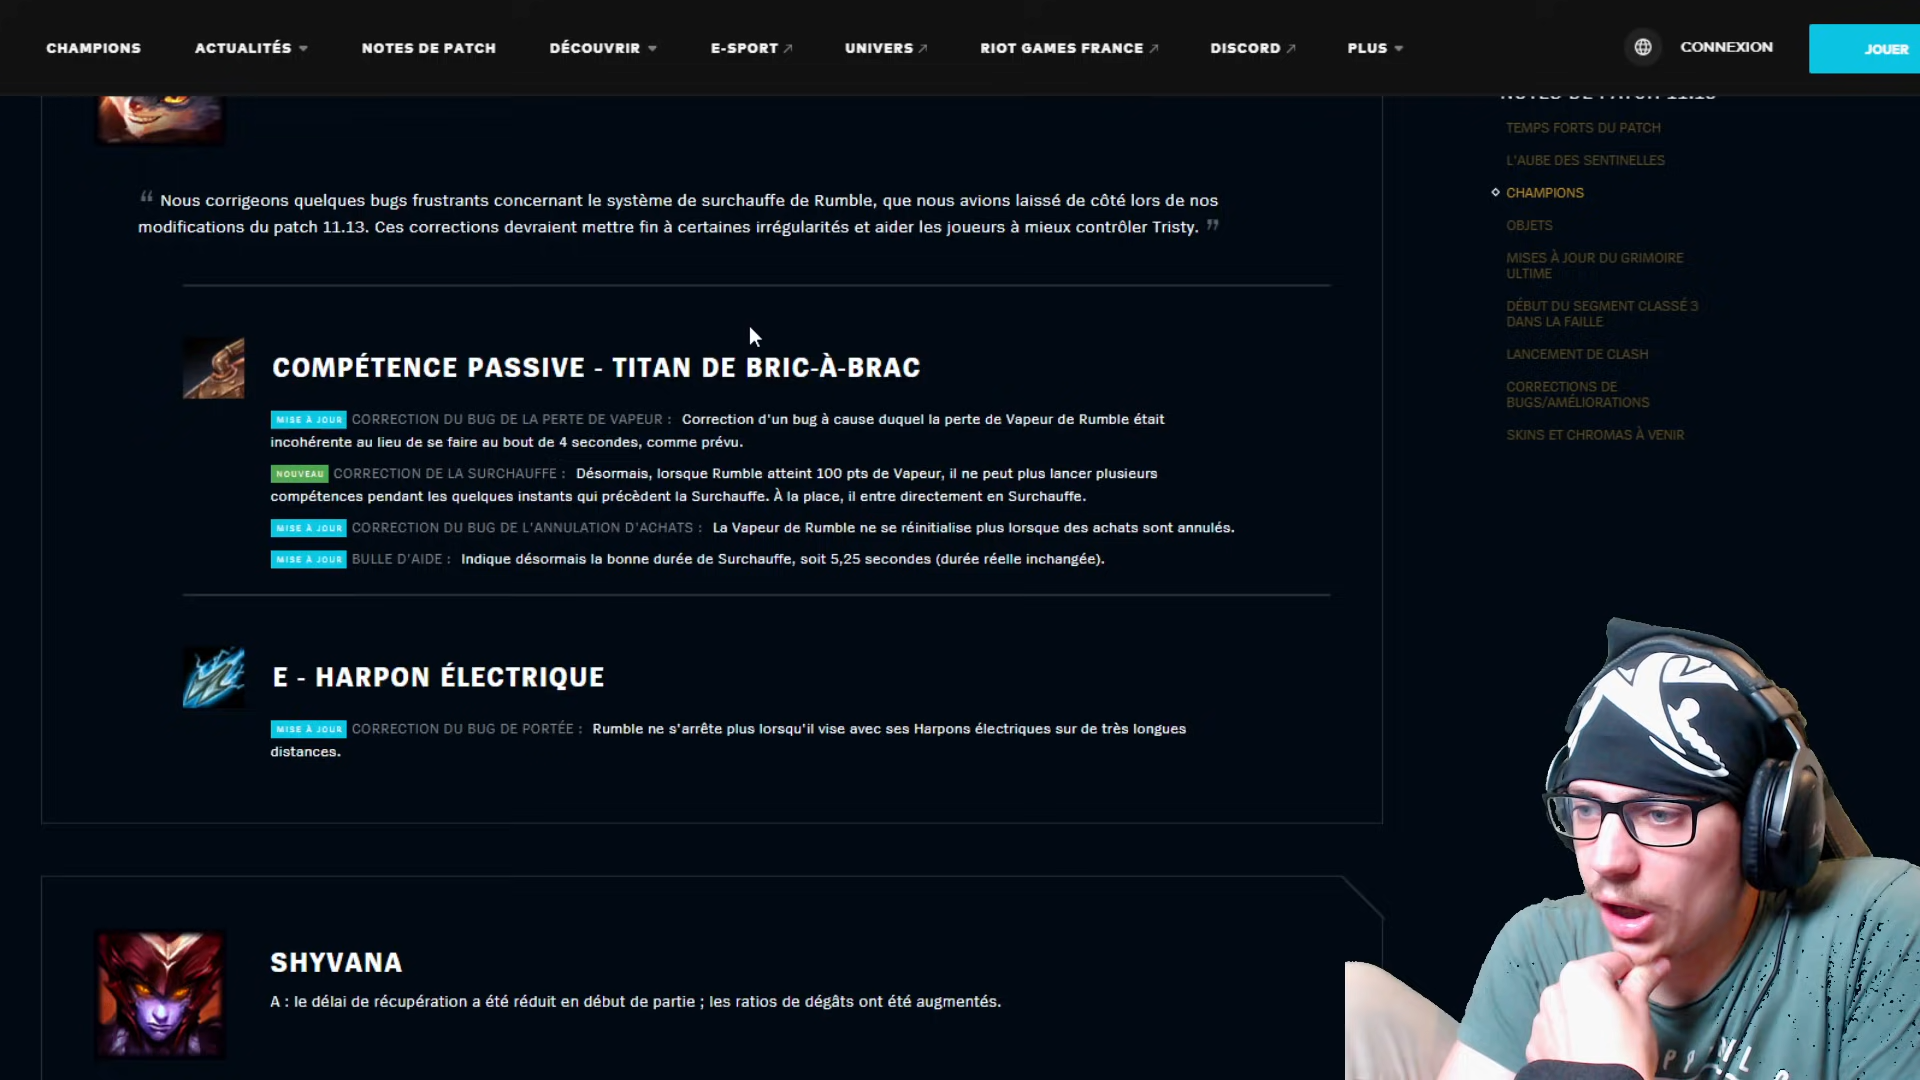 CHAMPIONS ACTUALITÉS NOTES DE PATCH DÉCOUVRIR E-SPORT UNIVERS RIOT GAMES FRANCE DISCORD PLUS CONNEXION JOUER
“ Nous corrigeons quelques bugs frustrants concernant le système de surchauffe de Rumble, que nous avions laissé de côté lors de nos
modifications du patch 11.13. Ces corrections devraient mettre fin à certaines irrégularités et aider les joueurs à mieux contrôler Tristy. ”
COMPÉTENCE PASSIVE - TITAN DE BRIC-À-BRAC
MISE À JOUR CORRECTION DU BUG DE LA PERTE DE VAPEUR : Correction d'un bug à cause duquel la perte de Vapeur de Rumble était
incohérente au lieu de se faire au bout de 4 secondes, comme prévu.
NOUVEAU CORRECTION DE LA SURCHAUFFE : Désormais, lorsque Rumble atteint 100 pts de Vapeur, il ne peut plus lancer plusieurs
compétences pendant les quelques instants qui précèdent la Surchauffe. À la place, il entre directement en Surchauffe.
MISE À JOUR CORRECTION DU BUG DE L'ANNULATION D'ACHATS : La Vapeur de Rumble ne se réinitialise plus lorsque des achats sont annulés.
MISE À JOUR BULLE D'AIDE : Indique désormais la bonne durée de Surchauffe, soit 5,25 secondes (durée réelle inchangée).
E - HARPON ÉLECTRIQUE
MISE À JOUR CORRECTION DU BUG DE PORTÉE : Rumble ne s'arrête plus lorsqu'il vise avec ses Harpons électriques sur de très longues
distances.
SHYVANA
A : le délai de récupération a été réduit en début de partie ; les ratios de dégâts ont été augmentés.
NOTES DE PATCH
TEMPS FORTS DU PATCH
L'AUBE DES SENTINELLES
CHAMPIONS
OBJETS
MISES À JOUR DU GRIMOIRE
ULTIME
DÉBUT DU SEGMENT CLASSÉ 3
DANS LA FAILLE
LANCEMENT DE CLASH
CORRECTIONS DE
BUGS/AMÉLIORATIONS
SKINS ET CHROMAS À VENIR